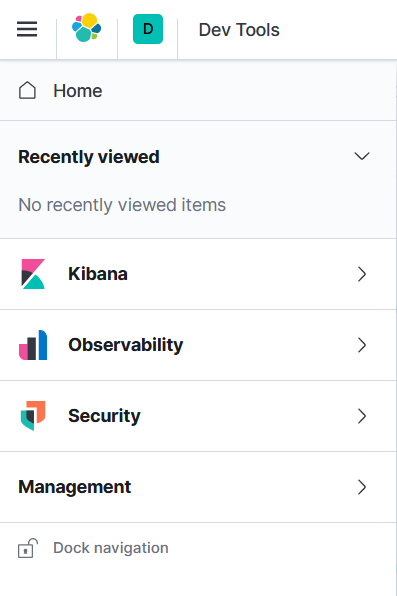 D Dev Tools
Home
Recently viewed
No recently viewed items
Kibana
Observability
Security
Management
Dock navigation